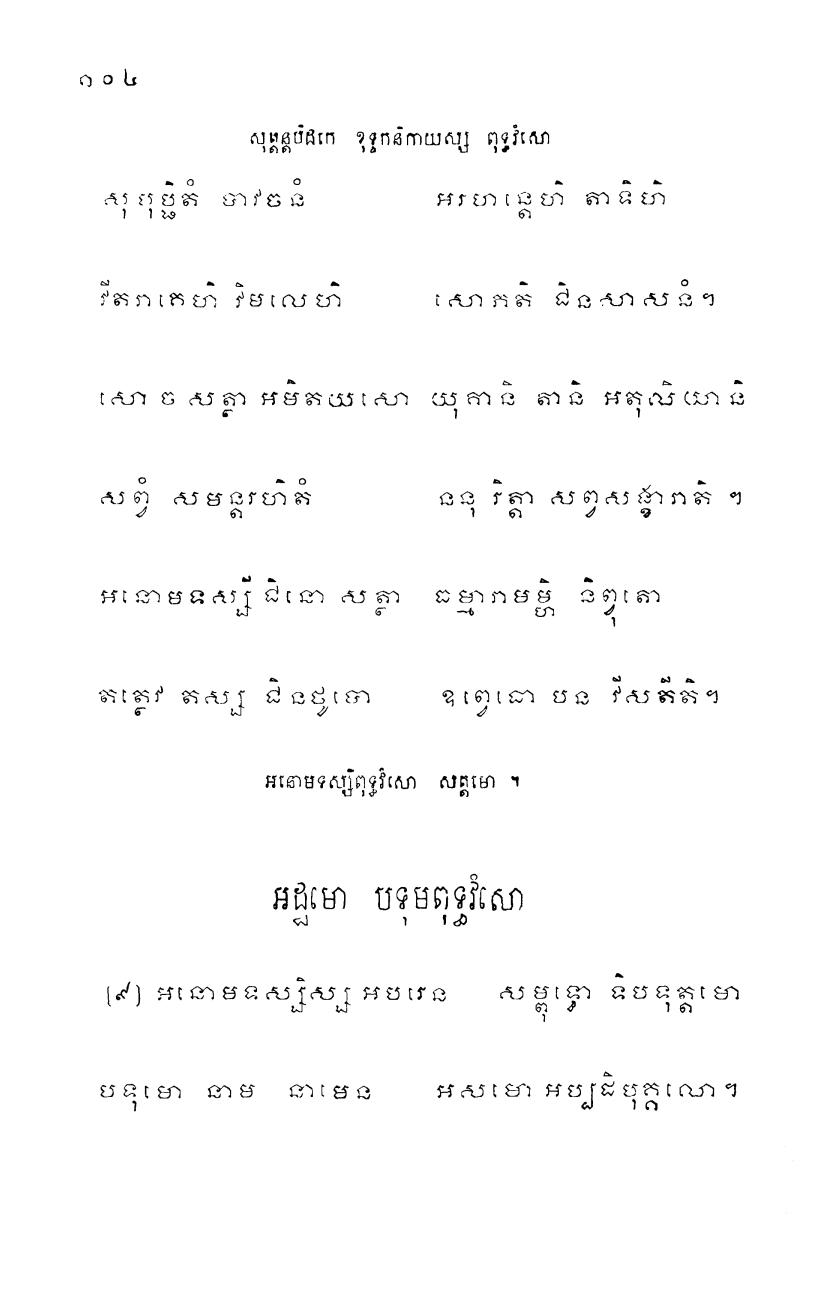 ១០៤
សុត្តន្តបិដកេ ខុទ្ទកនិកាយស្ស ពុទ្ធវំសោ
សុបុប្ផិតំ បាវចនំ អរហន្តេហិ តាទិហិ
វីតរាគេហិ វិមលេហិ សោភតិ ជិនសាសនំ។
សោ ច សត្ថា អមិតយសោ យុគានិ តានិ អតុលិយានិ
សព្វំ សមន្តរហិតំ ននុ រិត្តា សព្វសង្ខារាតិ ។
អនោមទស្សី ជិនោ សត្ថា ធម្មារាមម្ហិ និព្វុតោ
តត្ថេវ តស្ស ជិនថូបោ ឧព្វេធោ បន វីសតីតិ។
អនោមទស្សីពុទ្ធវំសោ សត្តមោ ។
អដ្ឋមោ បទុមពុទ្ធវំសោ
[៩] អនោមទស្សិស្ស អបរេន សម្ពុទ្ធោ ទិបទុត្តមោ
បទុមោ នាម នាមេន អសមោ អប្បដិបុគ្គលោ។